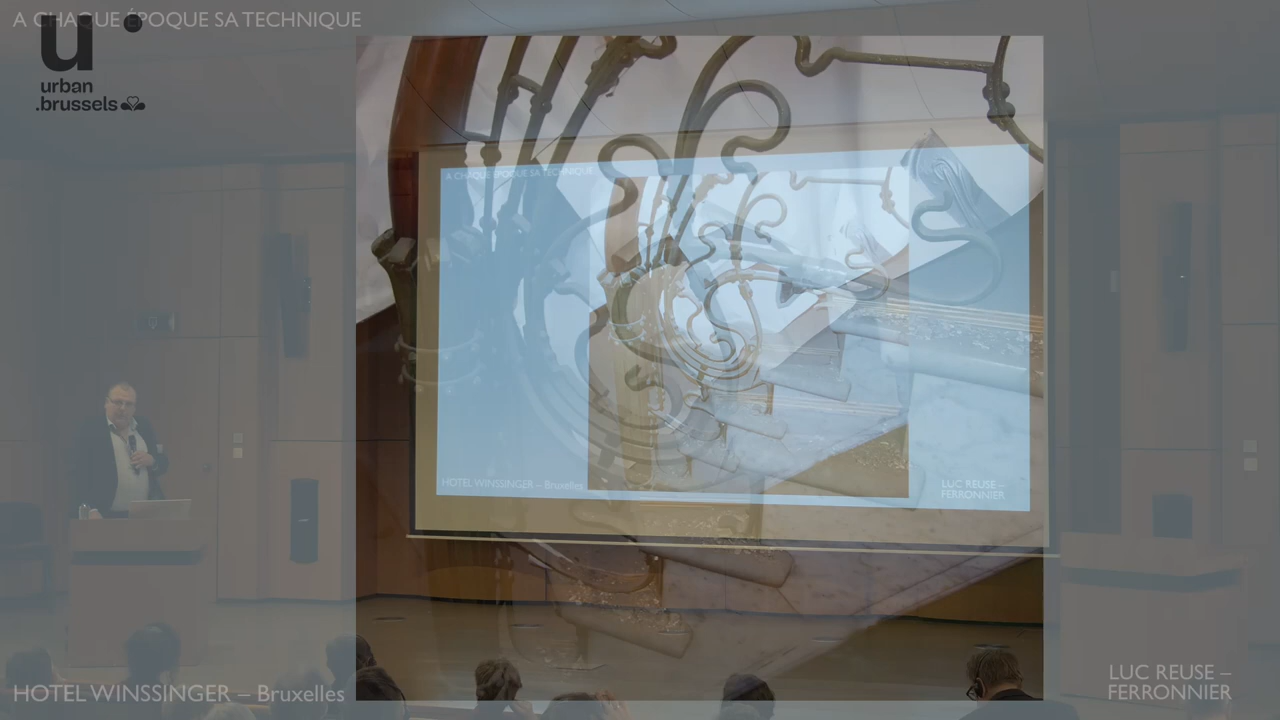 A CHAQUE ÉPOQUE SA TECHNIQUE
urban
.brussels
A CHAQUE ÉPOQUE SA TECHNIQUE
HOTEL WINSSINGER – Bruxelles
LUC REUSE –
FERRONNIER
HOTEL WINSSINGER – Bruxelles
LUC REUSE –
FERRONNIER